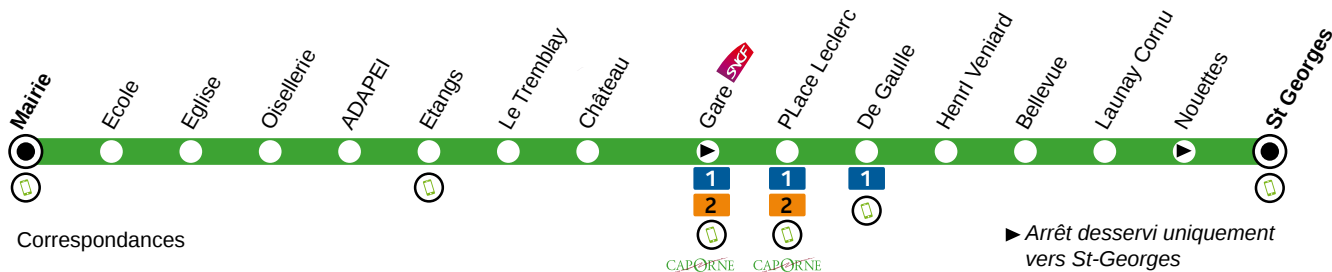 Mairie
Ecole
Eglise
Oisellerie
ADAPEI
Etangs
Le Tremblay
Château
Gare
SNCF
PLace Leclerc
De Gaulle
HenrI Veniard
Bellevue
Launay Cornu
Nouettes
St Georges
1
1
1
2
2
Correspondances
CAPORNE
CAPORNE
Arrêt desservi uniquement
vers St-Georges